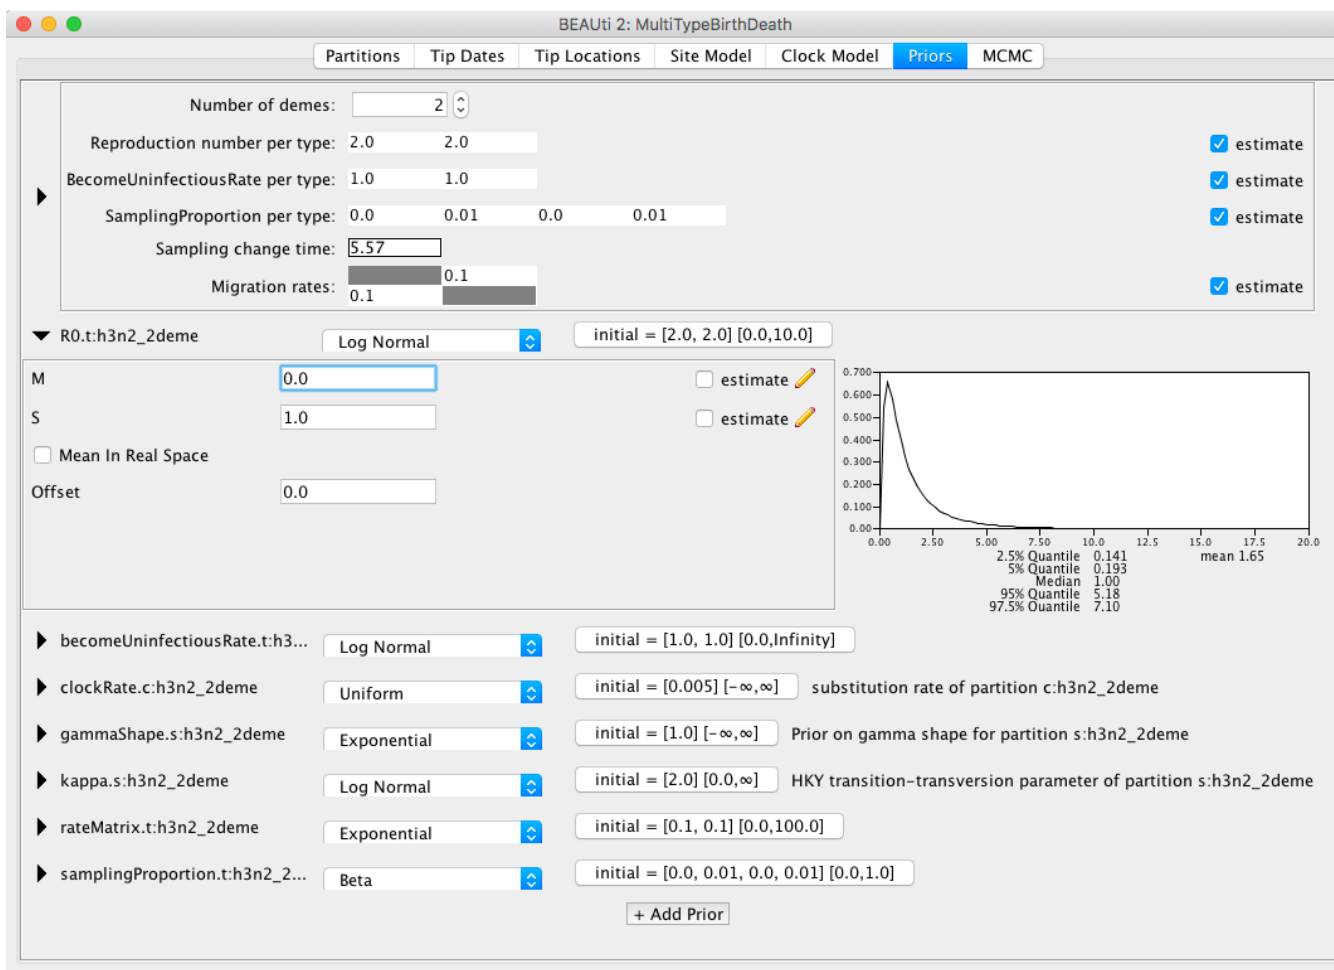 BEAUti 2: MultiTypeBirthDeath
Partitions Tip Dates Tip Locations Site Model Clock Model Priors MCMC
Number of demes: 2
Reproduction number per type: 2.0 2.0 estimate
BecomeUninfectiousRate per type: 1.0 1.0 estimate
SamplingProportion per type: 0.0 0.01 0.0 0.01 estimate
Sampling change time: 5.57
Migration rates: 0.1 0.1 estimate
R0.t:h3n2_2deme Log Normal initial = [2.0, 2.0] [0.0,10.0]
M 0.0 estimate
S 1.0 estimate
Mean In Real Space
Offset 0.0
0.700
0.600
0.500
0.400
0.300
0.200
0.100
0.00
0.00 2.50 5.00 7.50 10.0 12.5 15.0 17.5 20.0
2.5% Quantile 0.141 mean 1.65
5% Quantile 0.193
Median 1.00
95% Quantile 5.18
97.5% Quantile 7.10
becomeUninfectiousRate.t:h3... Log Normal initial = [1.0, 1.0] [0.0,Infinity]
clockRate.c:h3n2_2deme Uniform initial = [0.005] [-∞,∞] substitution rate of partition c:h3n2_2deme
gammaShape.s:h3n2_2deme Exponential initial = [1.0] [-∞,∞] Prior on gamma shape for partition s:h3n2_2deme
kappa.s:h3n2_2deme Log Normal initial = [2.0] [0.0,∞] HKY transition-transversion parameter of partition s:h3n2_2deme
rateMatrix.t:h3n2_2deme Exponential initial = [0.1, 0.1] [0.0,100.0]
samplingProportion.t:h3n2_2... Beta initial = [0.0, 0.01, 0.0, 0.01] [0.0,1.0]
+ Add Prior